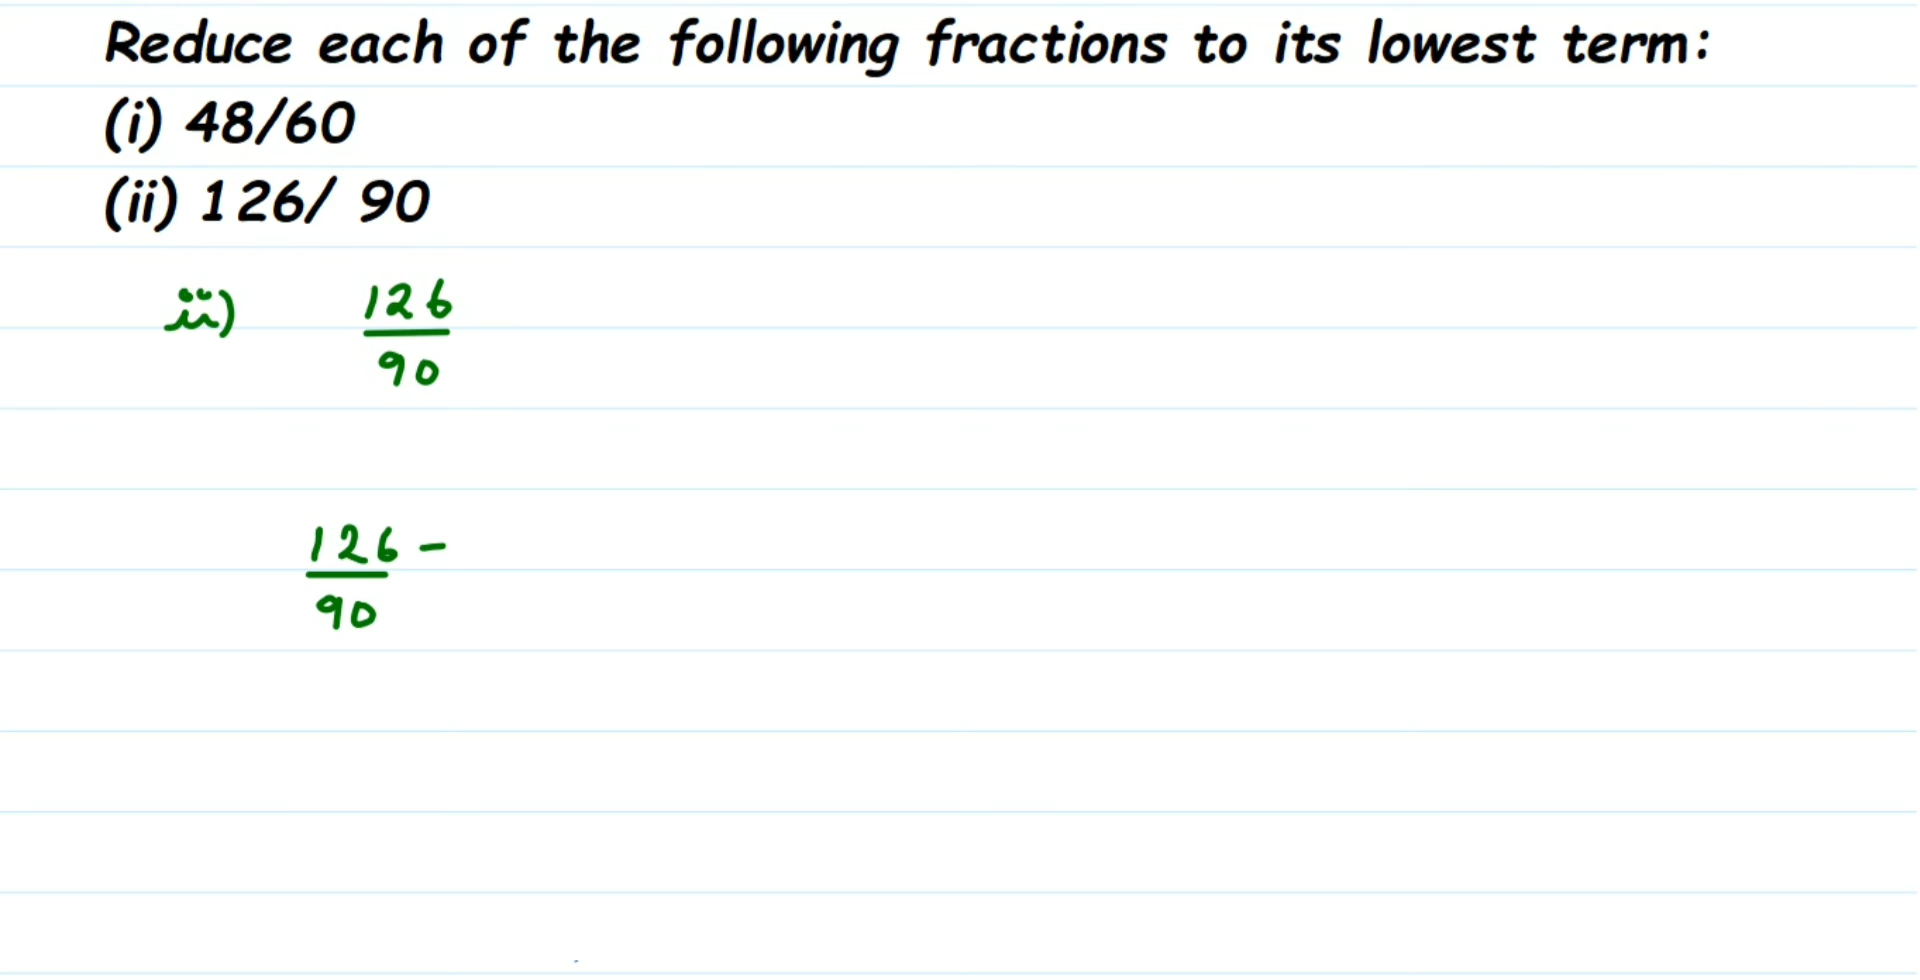 Reduce each of the following fractions to its lowest term:
(i) 48/60
(ii) 126/ 90
ii) 126
90
126 -
90